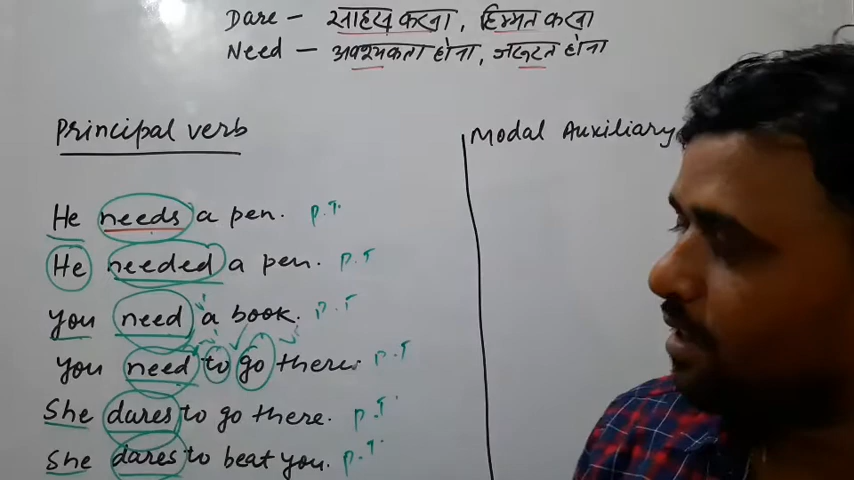 Dare – साहस करना, हिम्मत करना
Need – अवश्यकता होना, जरूरत होना
Principal verb
Modal Auxiliary
He needs a pen. P.T.
He needed a pen. P.T
you need a book. P.T
you need to go there. P.T
She dares to go there. P.T.
She dares to beat you. P.T.